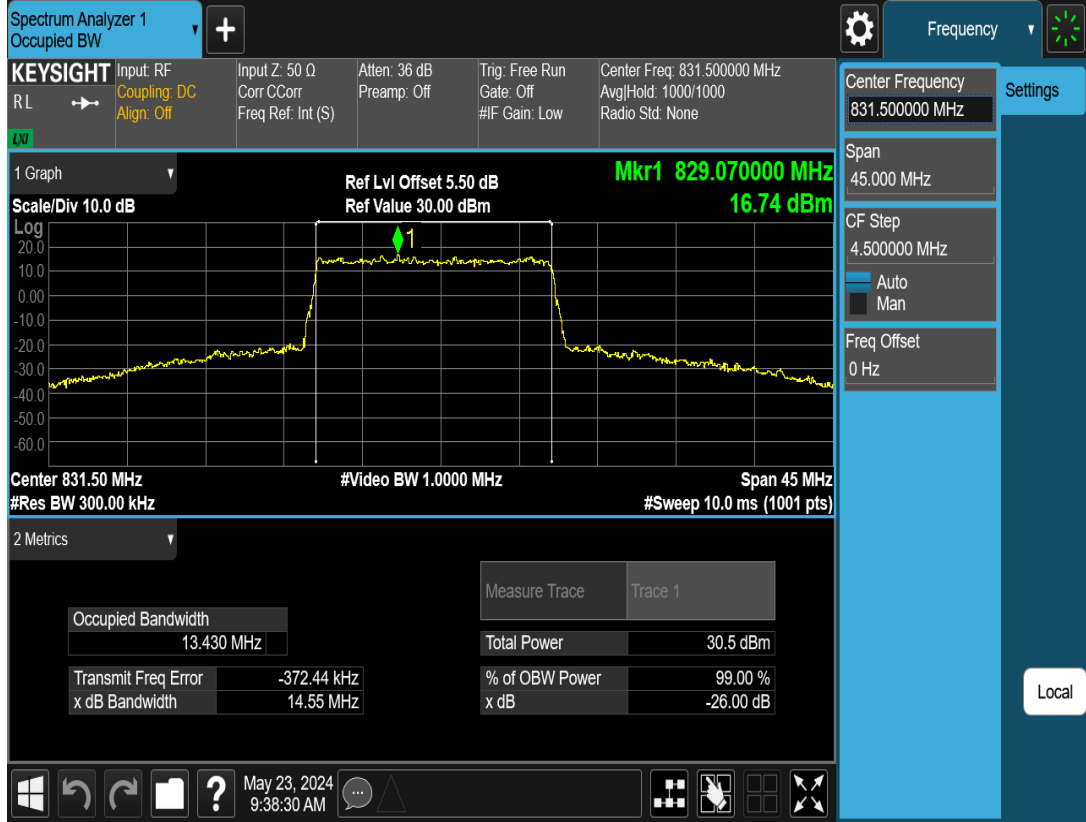 Spectrum Analyzer 1
Occupied BW
+
Frequency
KEYSIGHT
R L
LXI
Input: RF
Coupling: DC
Align: Off
Input Z: 50 Ω
Corr CCorr
Freq Ref: Int (S)
Atten: 36 dB
Preamp: Off
Trig: Free Run
Gate: Off
#IF Gain: Low
Center Freq: 831.500000 MHz
Avg|Hold: 1000/1000
Radio Std: None
Center Frequency
831.500000 MHz
Settings
Span
45.000 MHz
CF Step
4.500000 MHz
Auto
Man
Freq Offset
0 Hz
Local
1 Graph
Scale/Div 10.0 dB
Ref Lvl Offset 5.50 dB
Ref Value 30.00 dBm
Mkr1 829.070000 MHz
16.74 dBm
Log
1
20.0
10.0
0.00
-10.0
-20.0
-30.0
-40.0
-50.0
-60.0
Center 831.50 MHz
#Res BW 300.00 kHz
#Video BW 1.0000 MHz
Span 45 MHz
#Sweep 10.0 ms (1001 pts)
2 Metrics
Measure Trace Trace 1
Occupied Bandwidth
13.430 MHz
Total Power 30.5 dBm
Transmit Freq Error -372.44 kHz
% of OBW Power 99.00 %
x dB Bandwidth 14.55 MHz
x dB -26.00 dB
?
May 23, 2024
9:38:30 AM